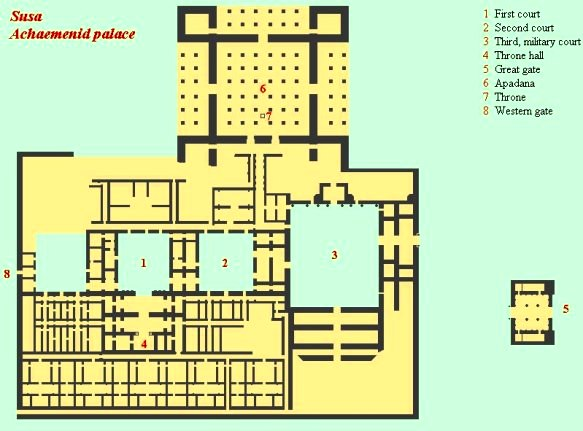 Susa
Achaemenid palace
1 First court
2 Second court
3 Third, military court
4 Throne hall
5 Great gate
6 Apadana
7 Throne
8 Western gate
6
7
3
1
2
8
5
4